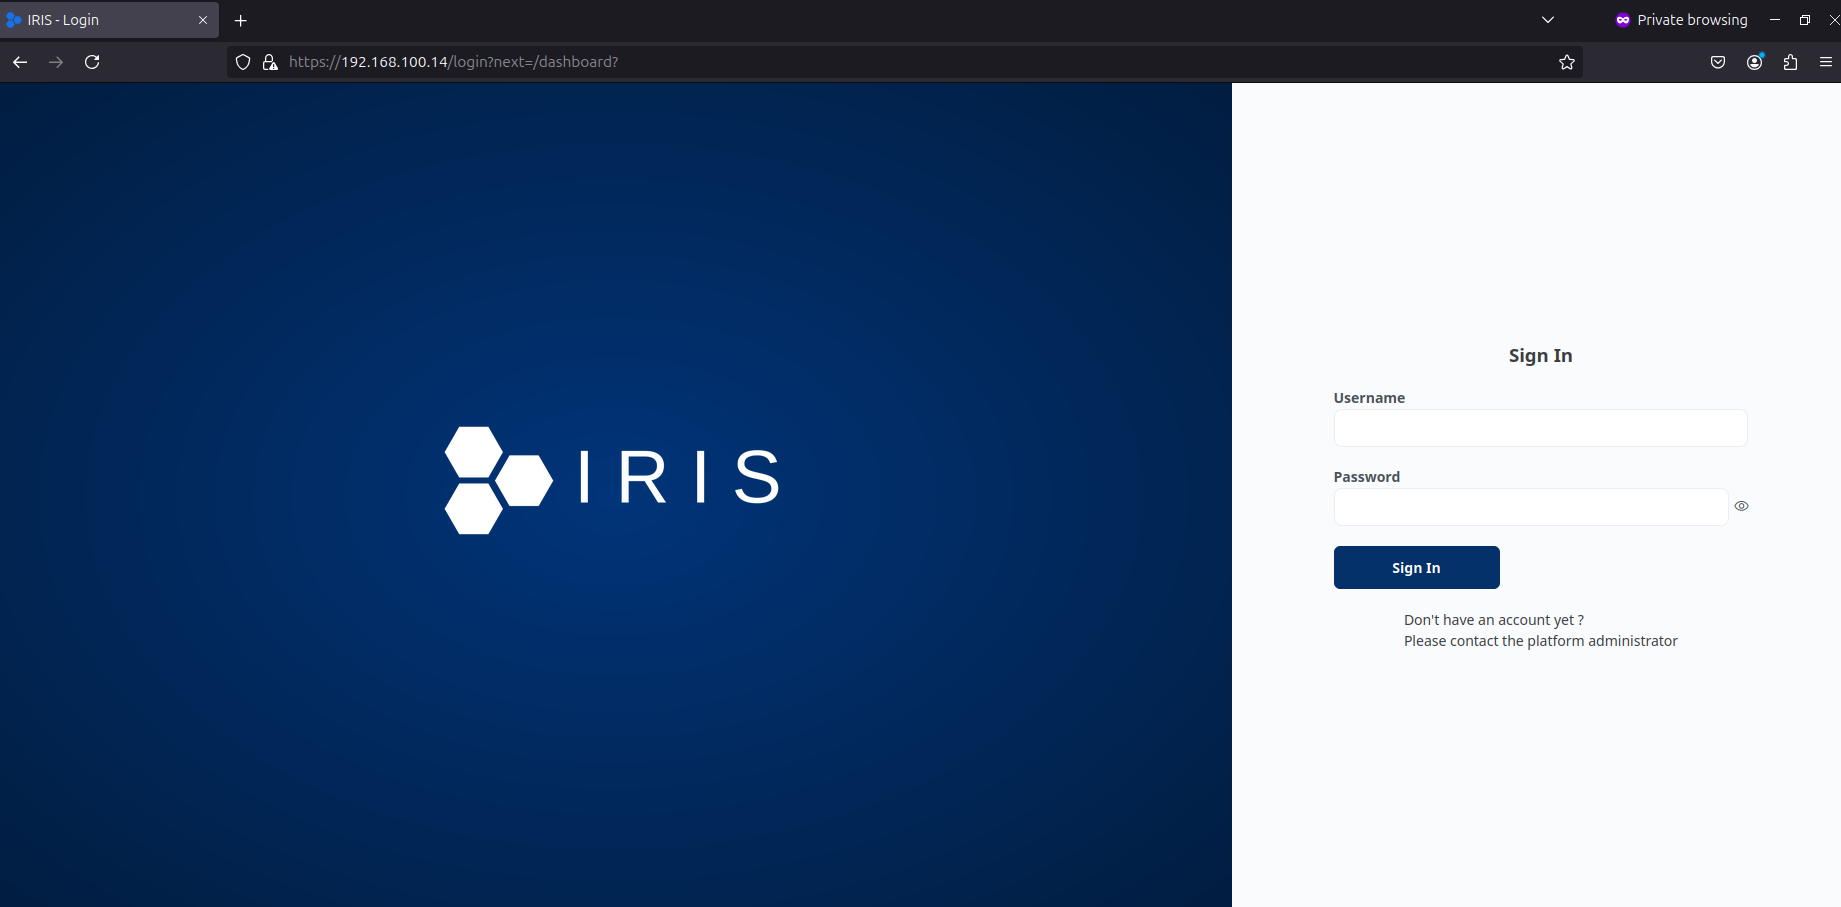 IRIS - Login
Private browsing
https://192.168.100.14/login?next=/dashboard?
IRIS
Sign In
Username
Password
Sign In
Don't have an account yet ?
Please contact the platform administrator